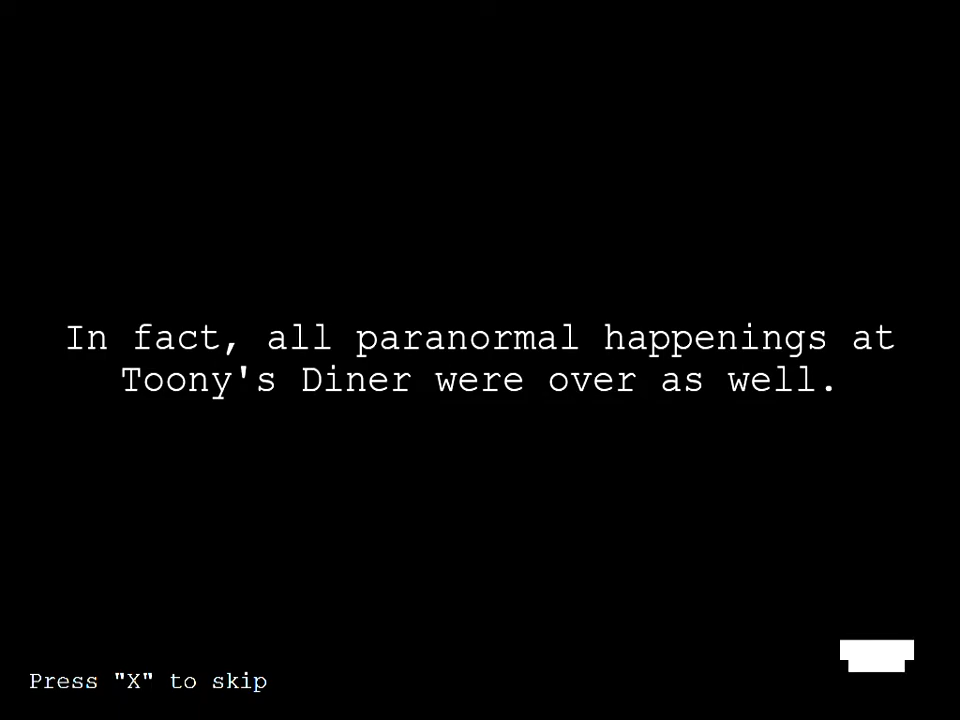 In fact, all paranormal happenings at
Toony's Diner were over as well.
Press "X" to skip